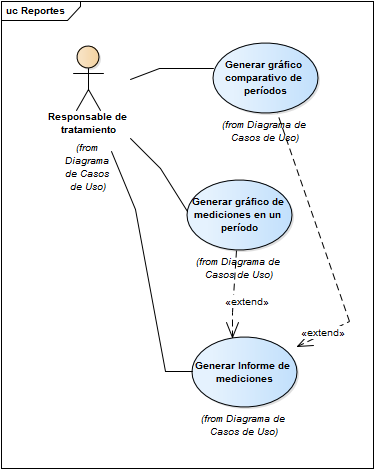 uc Reportes
Responsable de
tratamiento
(from
Diagrama
de Casos
de Uso)
Generar gráfico
comparativo de
períodos
(from Diagrama de
Casos de Uso)
Generar gráfico de
mediciones en un
período
(from Diagrama de
Casos de Uso)
«extend»
«extend»
Generar Informe de
mediciones
(from Diagrama de
Casos de Uso)